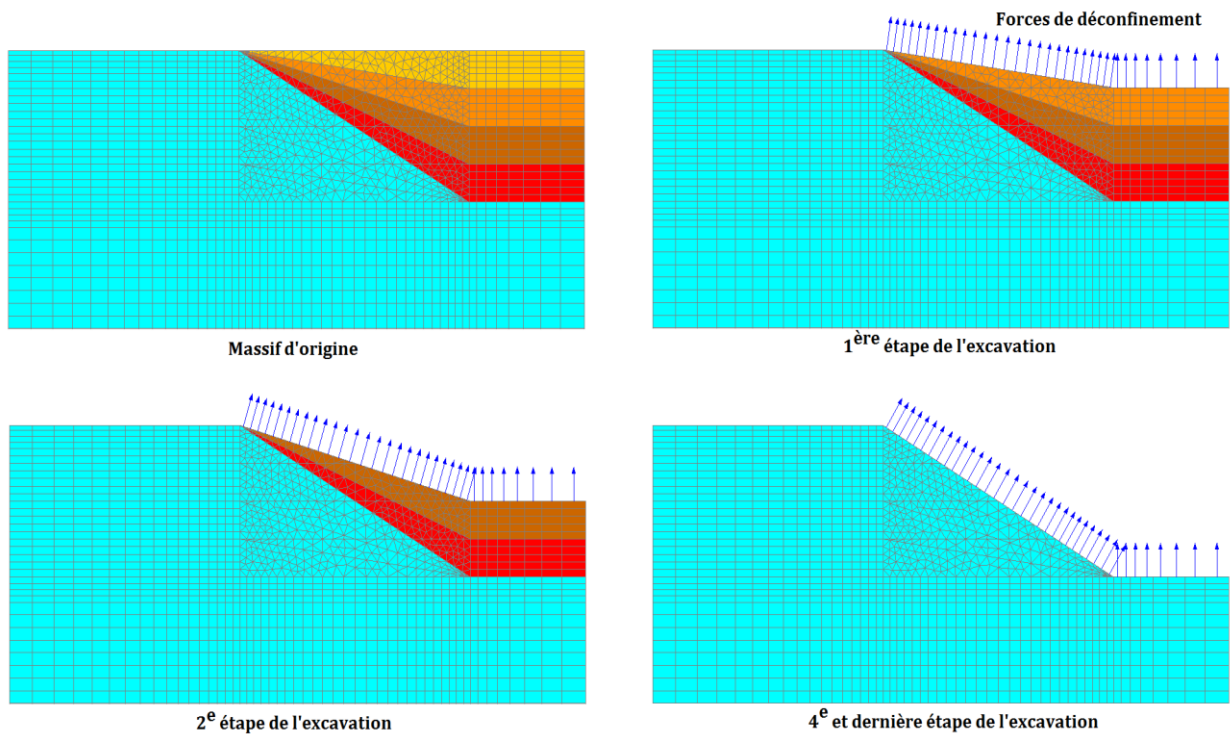 Forces de déconfinement
Massif d'origine
1ère étape de l'excavation
2e étape de l'excavation
4e et dernière étape de l'excavation